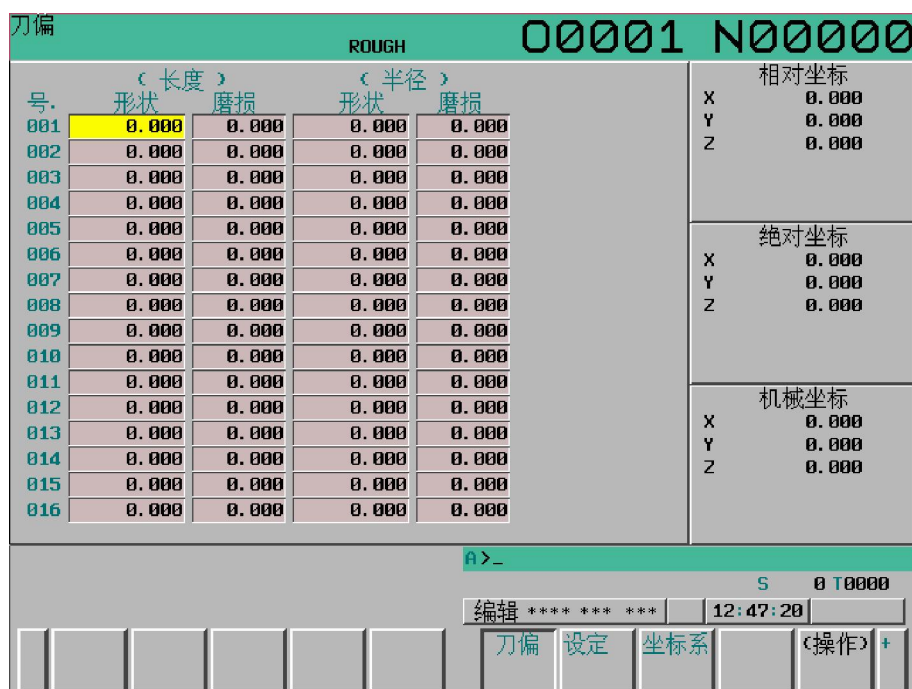 刀偏 ROUGH O0001 N00000
( 长度 ) ( 半径 )
号. 形状 磨损 形状 磨损
001 0.000 0.000 0.000 0.000
002 0.000 0.000 0.000 0.000
003 0.000 0.000 0.000 0.000
004 0.000 0.000 0.000 0.000
005 0.000 0.000 0.000 0.000
006 0.000 0.000 0.000 0.000
007 0.000 0.000 0.000 0.000
008 0.000 0.000 0.000 0.000
009 0.000 0.000 0.000 0.000
010 0.000 0.000 0.000 0.000
011 0.000 0.000 0.000 0.000
012 0.000 0.000 0.000 0.000
013 0.000 0.000 0.000 0.000
014 0.000 0.000 0.000 0.000
015 0.000 0.000 0.000 0.000
016 0.000 0.000 0.000 0.000
相对坐标
X 0.000
Y 0.000
Z 0.000
绝对坐标
X 0.000
Y 0.000
Z 0.000
机械坐标
X 0.000
Y 0.000
Z 0.000
A>_
S 0 T0000
编辑 **** *** *** 12:47:20
刀偏 设定 坐标系 (操作) +